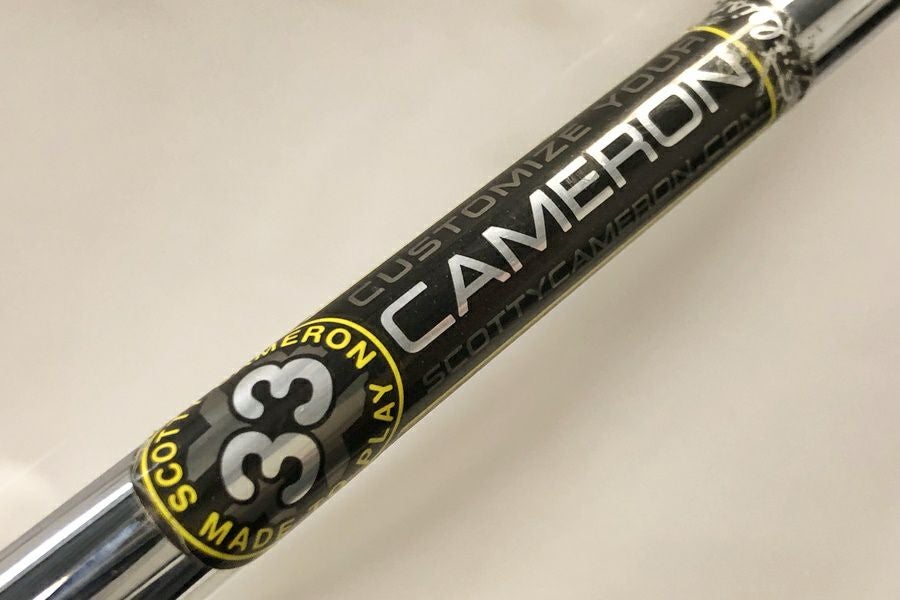 CUSTOMIZE YOUR
CAMERON
SCOTTYCAMERON.COM
SCOTTY CAMERON
33
MADE TO PLAY